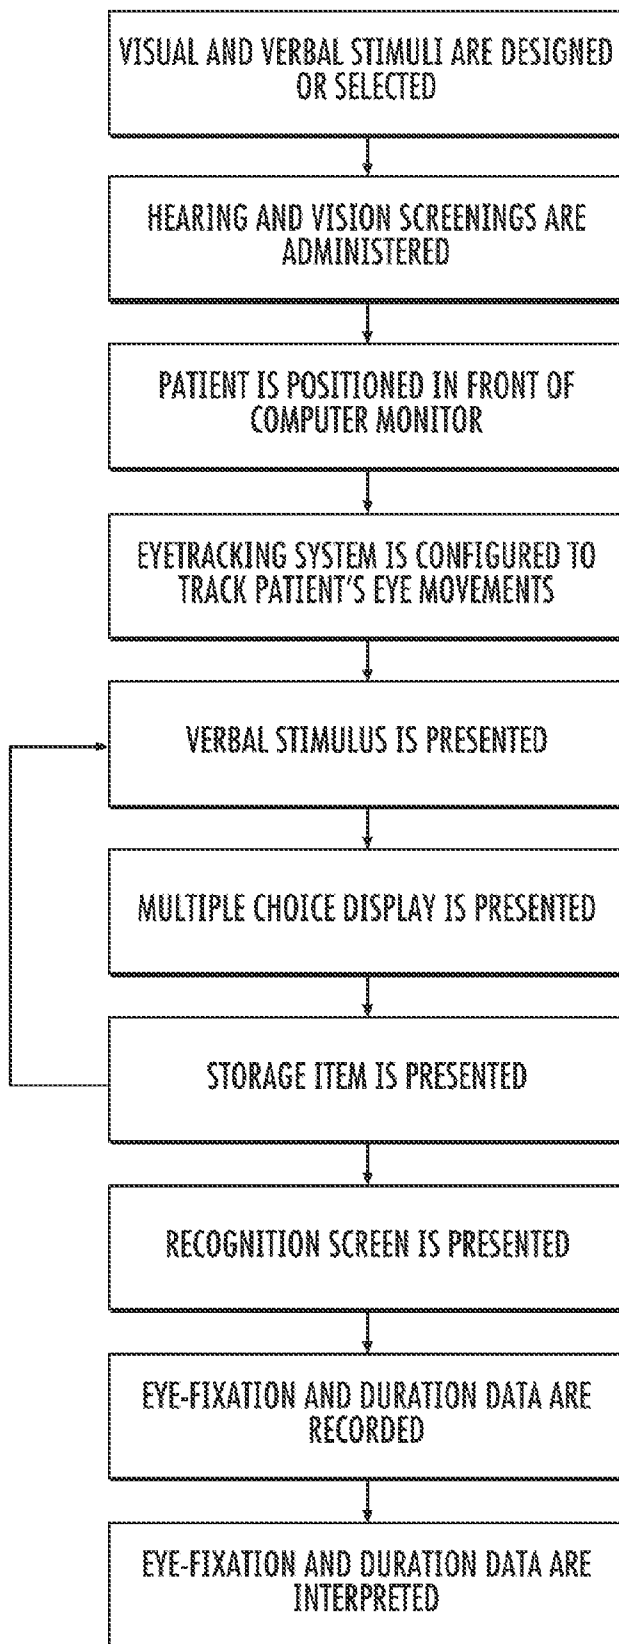 VISUAL AND VERBAL STIMULI ARE DESIGNED
OR SELECTED
HEARING AND VISION SCREENINGS ARE
ADMINISTERED
PATIENT IS POSITIONED IN FRONT OF
COMPUTER MONITOR
EYETRACKING SYSTEM IS CONFIGURED TO
TRACK PATIENT'S EYE MOVEMENTS
VERBAL STIMULUS IS PRESENTED
MULTIPLE CHOICE DISPLAY IS PRESENTED
STORAGE ITEM IS PRESENTED
RECOGNITION SCREEN IS PRESENTED
EYE-FIXATION AND DURATION DATA ARE
RECORDED
EYE-FIXATION AND DURATION DATA ARE
INTERPRETED